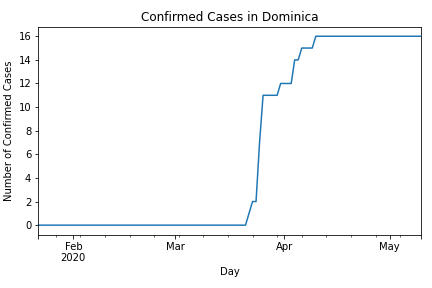 Confirmed Cases in Dominica
Number of Confirmed Cases
16
14
12
10
8
6
4
2
0
Feb Mar Apr May
2020
Day